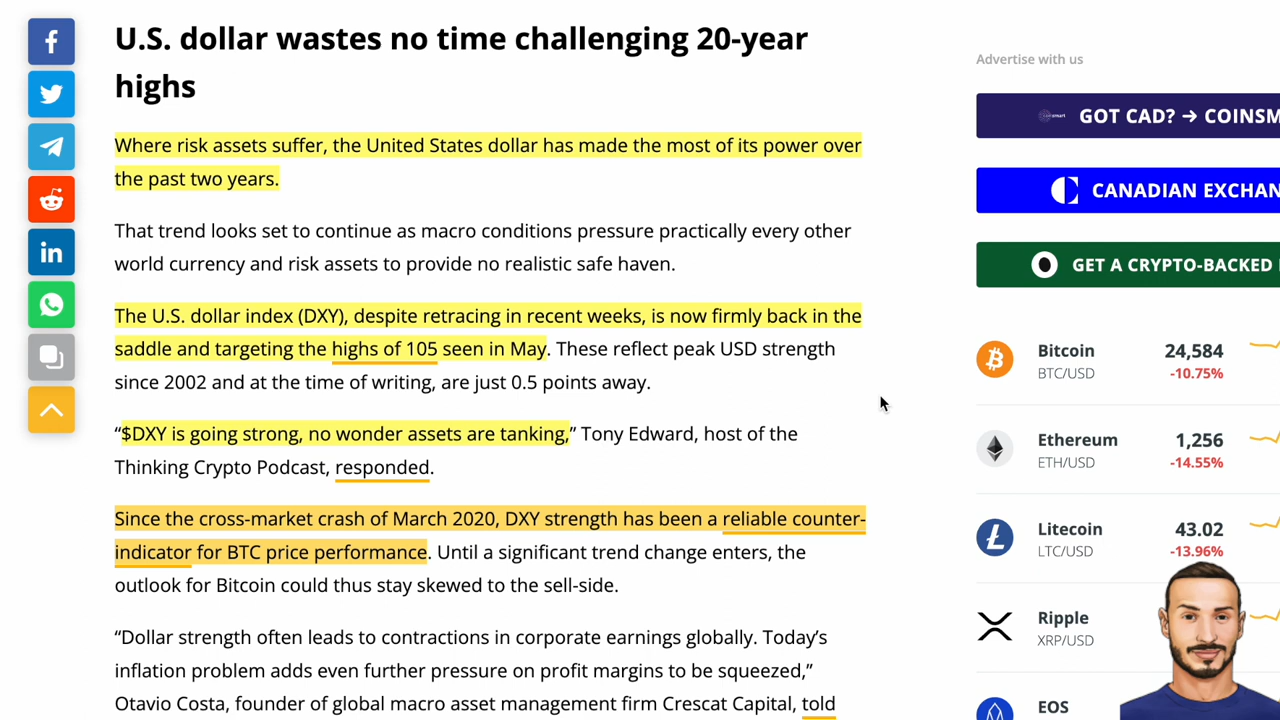 U.S. dollar wastes no time challenging 20-year
highs
Where risk assets suffer, the United States dollar has made the most of its power over
the past two years.
That trend looks set to continue as macro conditions pressure practically every other
world currency and risk assets to provide no realistic safe haven.
The U.S. dollar index (DXY), despite retracing in recent weeks, is now firmly back in the
saddle and targeting the highs of 105 seen in May. These reflect peak USD strength
since 2002 and at the time of writing, are just 0.5 points away.
“$DXY is going strong, no wonder assets are tanking,” Tony Edward, host of the
Thinking Crypto Podcast, responded.
Since the cross-market crash of March 2020, DXY strength has been a reliable counter-
indicator for BTC price performance. Until a significant trend change enters, the
outlook for Bitcoin could thus stay skewed to the sell-side.
“Dollar strength often leads to contractions in corporate earnings globally. Today’s
inflation problem adds even further pressure on profit margins to be squeezed,”
Otavio Costa, founder of global macro asset management firm Crescat Capital, told
Advertise with us
GOT CAD? → COINSM
CANADIAN EXCHAN
GET A CRYPTO-BACKED
Bitcoin 24,584
BTC/USD -10.75%
Ethereum 1,256
ETH/USD -14.55%
Litecoin 43.02
LTC/USD -13.96%
Ripple
XRP/USD
EOS